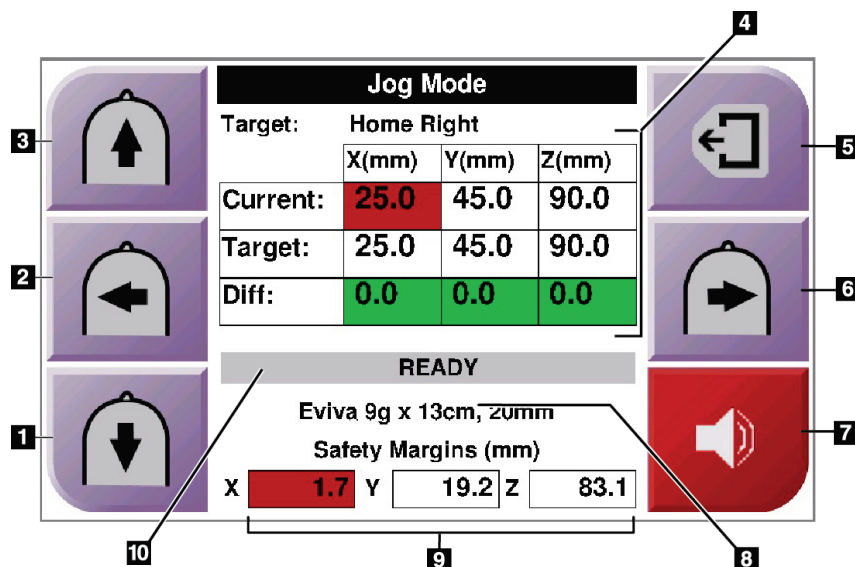 4
Jog Mode
Target: Home Right
3
5
X(mm) Y(mm) Z(mm)
Current: 25.0 45.0 90.0
Target: 25.0 45.0 90.0
2
6
Diff: 0.0 0.0 0.0
READY
Eviva 9g x 13cm, 20mm
1
7
Safety Margins (mm)
X 1.7 Y 19.2 Z 83.1
10
9
8